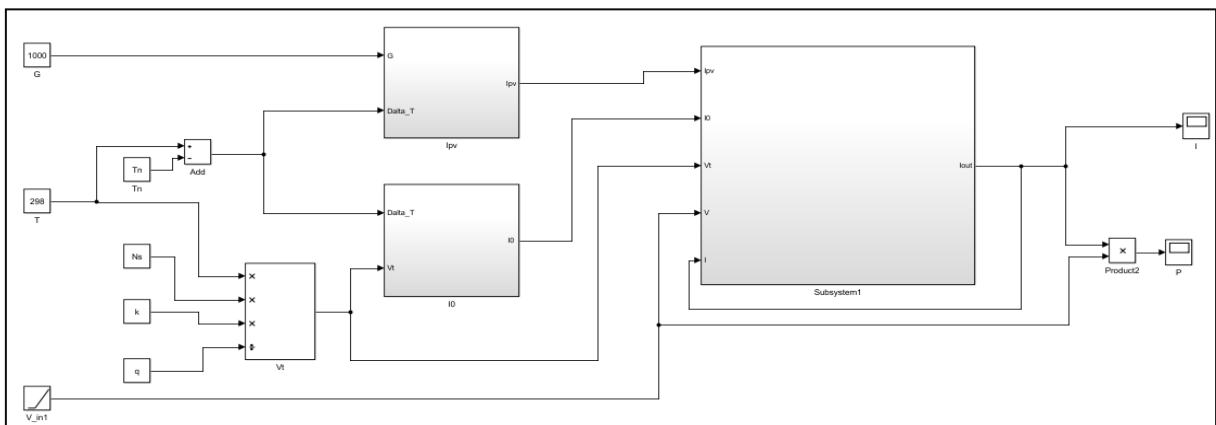 1000
G
G
Dalta_T
Ipv
Ipv
+
−
Add
Tn
Tn
298
T
Dalta_T
Vt
I0
I0
Ns
k
q
×
×
×
÷
Vt
V_in1
Ipv
I0
Vt
V
I
Iout
Subsystem1
I
×
Product2
P